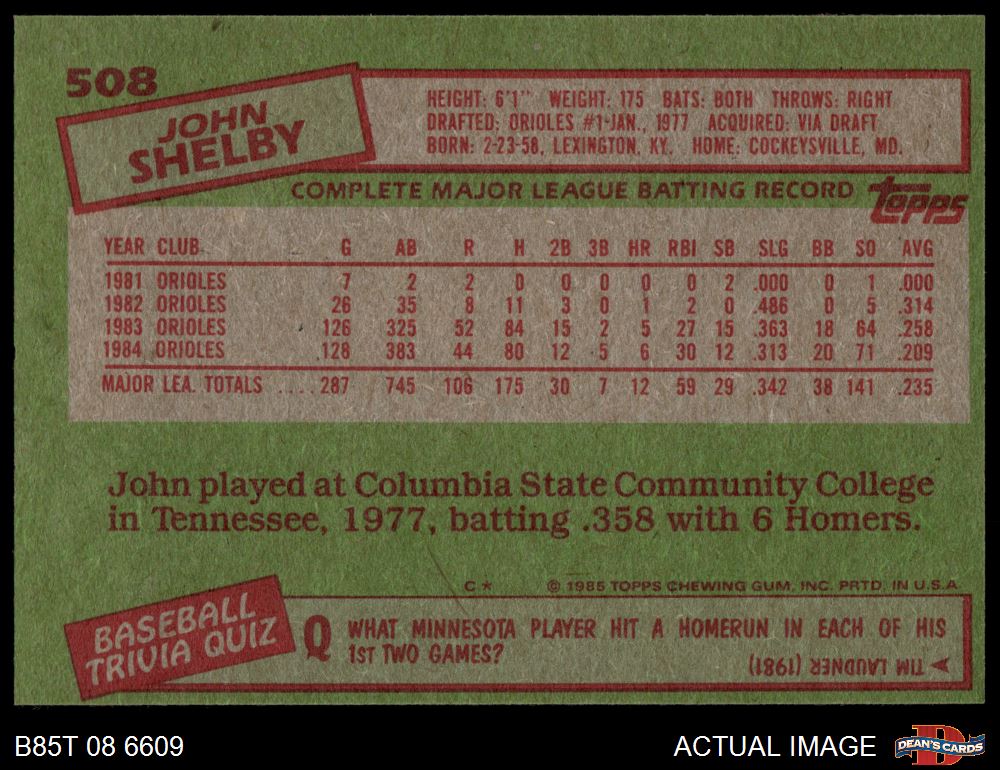 508
JOHN
SHELBY
HEIGHT: 6'1" WEIGHT: 175 BATS: BOTH THROWS: RIGHT
DRAFTED: ORIOLES #1-JAN., 1977 ACQUIRED: VIA DRAFT
BORN: 2-23-58, LEXINGTON, KY. HOME: COCKEYSVILLE, MD.
COMPLETE MAJOR LEAGUE BATTING RECORD
topps
YEAR CLUB G AB R H 2B 3B HR RBI SB SLG BB SO AVG
1981 ORIOLES 7 2 2 0 0 0 0 0 2 .000 0 1 .000
1982 ORIOLES 26 35 8 11 3 0 1 2 0 .486 0 5 .314
1983 ORIOLES 126 325 52 84 15 2 5 27 15 .363 18 64 .258
1984 ORIOLES 128 383 44 80 12 5 6 30 12 .313 20 71 .209
MAJOR LEA. TOTALS ....287 745 106 175 30 7 12 59 29 .342 38 141 .235
John played at Columbia State Community College
in Tennessee, 1977, batting .358 with 6 Homers.
C* © 1985 TOPPS CHEWING GUM, INC. PRTD. IN U.S.A.
BASEBALL
TRIVIA QUIZ
Q WHAT MINNESOTA PLAYER HIT A HOMERUN IN EACH OF HIS
1ST TWO GAMES?
TIM LAUDNER (1981)
B85T 08 6609
ACTUAL IMAGE
D
DEAN'S CARDS